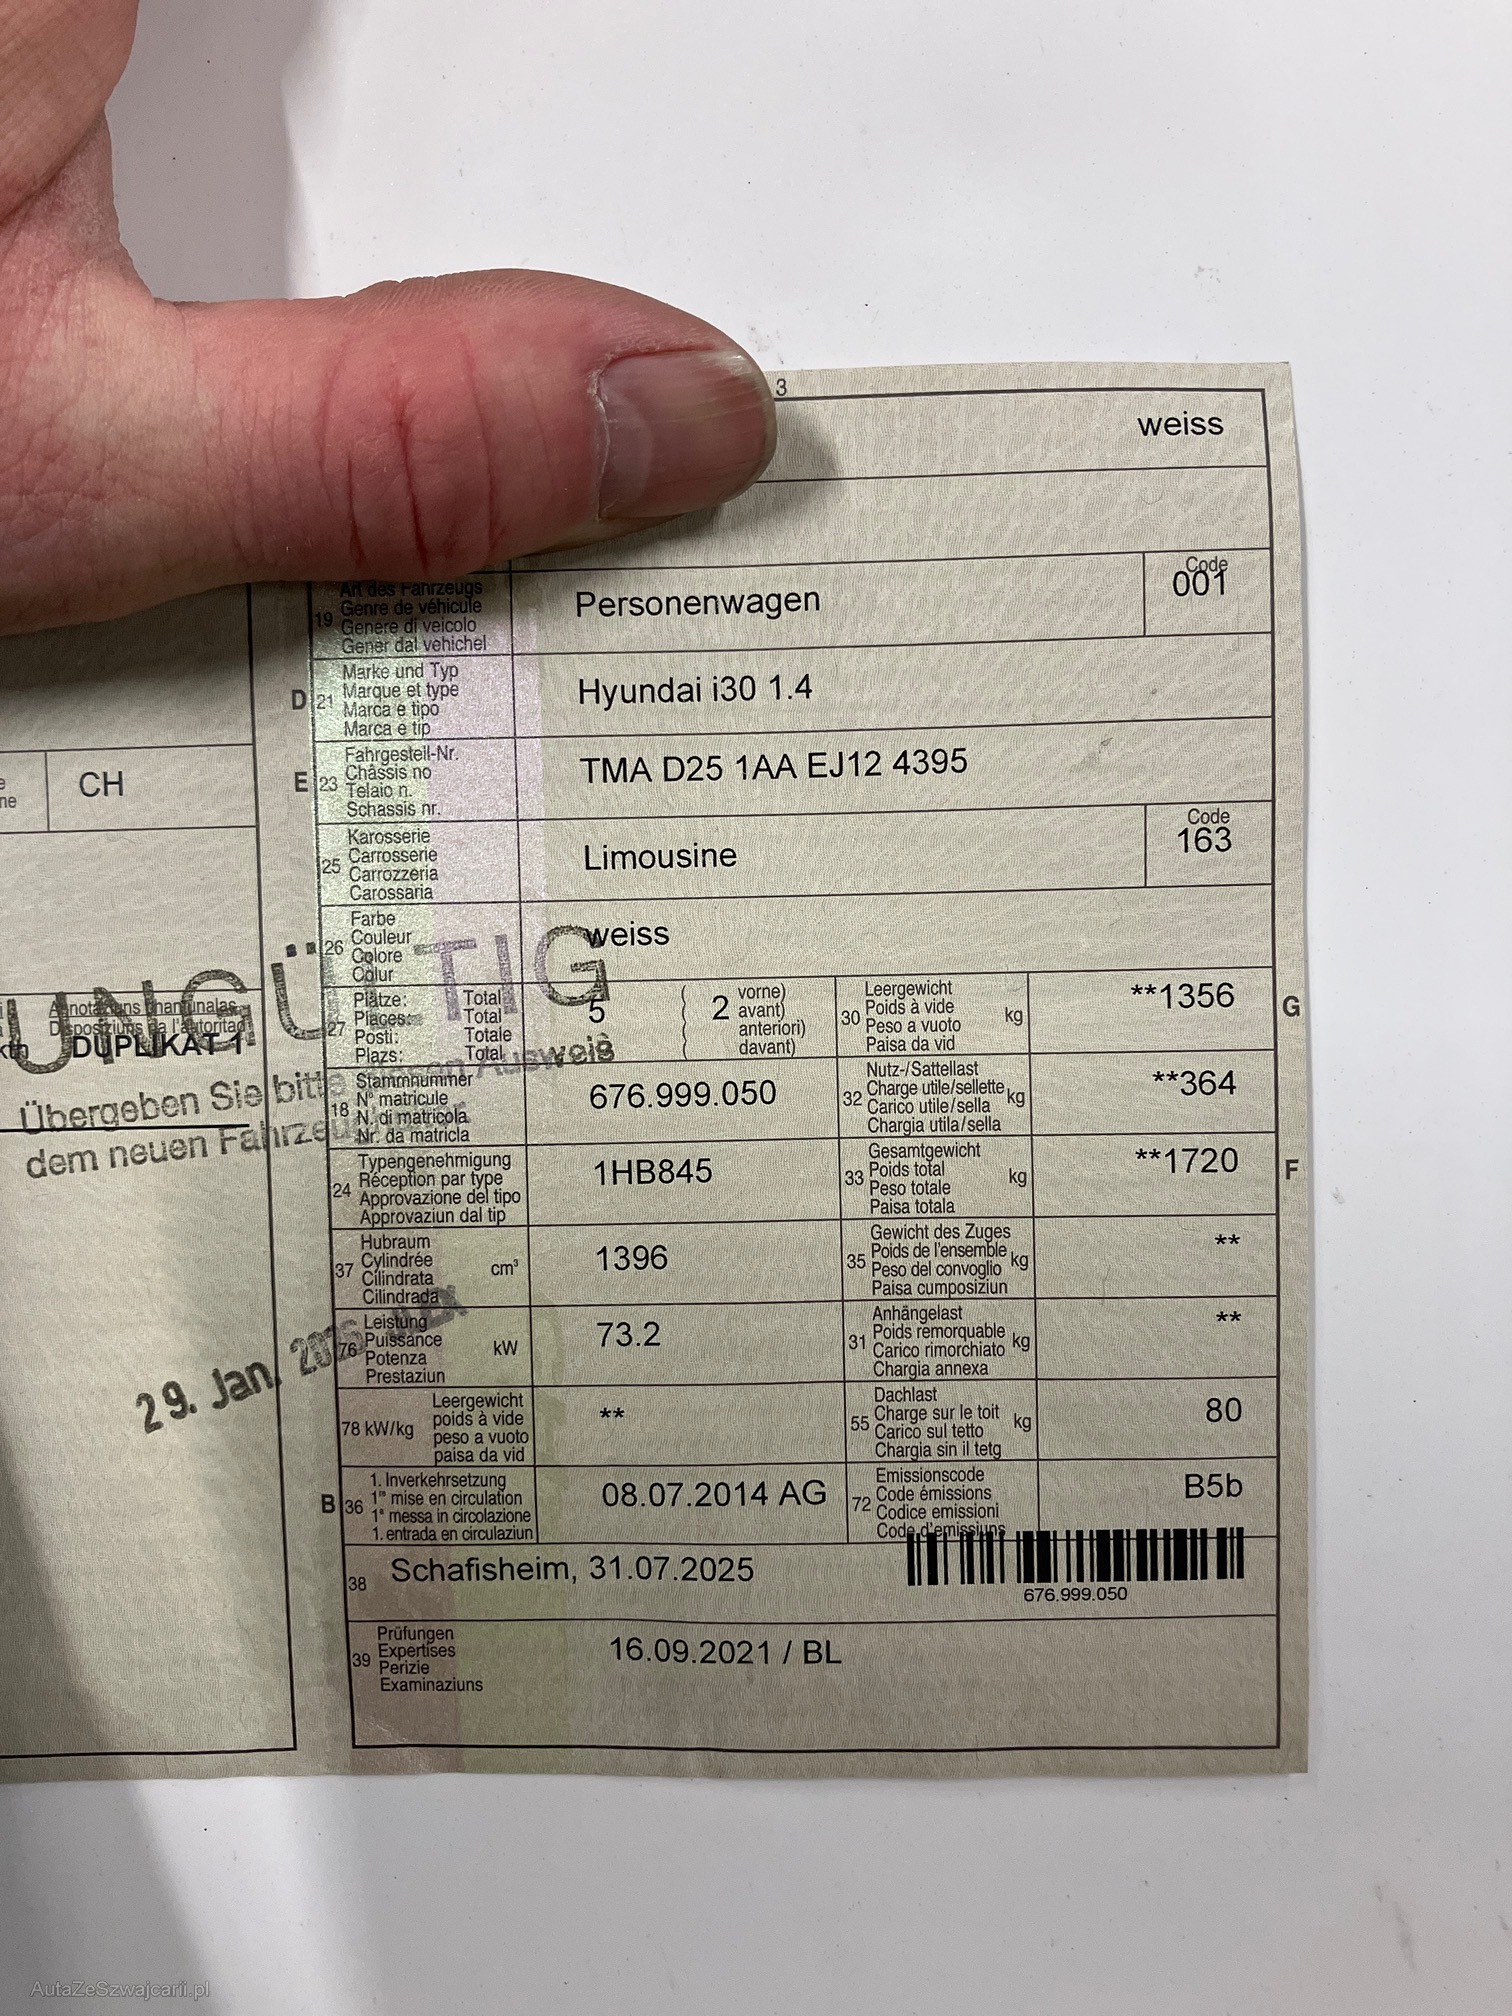 3
weiss
Code
001
19 Art des Fahrzeugs
Genre de véhicule
Genere di veicolo
Gener dal vehichel
Personenwagen
D 21 Marke und Typ
Marque et type
Marca e tipo
Marca e tip
Hyundai i30 1.4
E 23 Fahrgestell-Nr.
Châssis no
Telaio n.
Schassis nr.
TMA D25 1AA EJ12 4395
CH
25 Karosserie
Carrosserie
Carrozzeria
Carossaria
Limousine
Code
163
26 Farbe
Couleur
Colore
Colur
weiss
UNGÜLTIG
27 Plätze: Total
Places: Total
Posti: Totale
Plazs: Total
5 ( 2 vorne)
avant)
anteriori)
davant)
30 Leergewicht
Poids à vide
Peso a vuoto
Paisa da vid
kg
**1356
G
Annotaziuns chantunalas
Disposiziuns da l'autoritad
DUPLIKAT 1
Übergeben Sie bitte diesen Ausweis
dem neuen
18 Stammnummer
N° matricule
N. di matricola
Nr. da matricla
676.999.050
32 Nutz-/Sattellast
Charge utile/sellette
Carico utile/sella
Chargia utila/sella
kg
**364
24 Typengenehmigung
Réception par type
Approvazione del tipo
Approvaziun dal tip
1HB845
33 Gesamtgewicht
Poids total
Peso totale
Paisa totala
kg
**1720
F
37 Hubraum
Cylindrée
Cilindrata
Cilindrada
cm³
1396
35 Gewicht des Zuges
Poids de l'ensemble
Peso del convoglio
Paisa cumposiziun
kg
**
29. Jan.
76 Leistung
Puissance
Potenza
Prestaziun
kW
73.2
31 Anhängelast
Poids remorquable
Carico rimorchiato
Chargia annexa
kg
**
78 kW/kg Leergewicht
poids à vide
peso a vuoto
paisa da vid
**
55 Dachlast
Charge sur le toit
Carico sul tetto
Chargia sin il tetg
kg
80
B 36 1. Inverkehrsetzung
1re mise en circulation
1a messa in circolazione
1. entrada en circulaziun
08.07.2014 AG
72 Emissionscode
Code émissions
Codice emissioni
Code d'emissiuns
B5b
38 Schafisheim, 31.07.2025
676.999.050
39 Prüfungen
Expertises
Perizie
Examinaziuns
16.09.2021 / BL
AutaZeSzwajcarii.pl